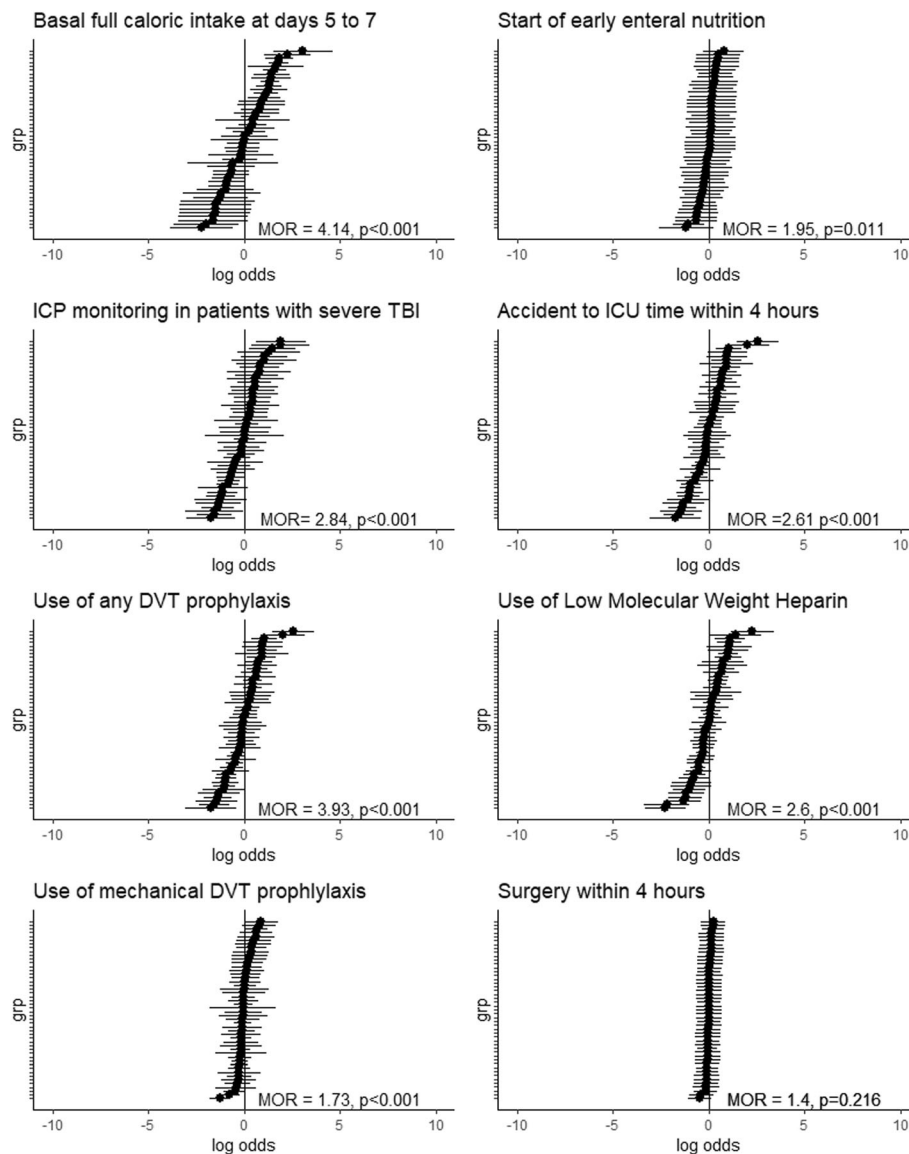 Basal full caloric intake at days 5 to 7
grp
MOR = 4.14, p<0.001
-10 -5 0 5 10
log odds
Start of early enteral nutrition
grp
MOR = 1.95, p=0.011
-10 -5 0 5 10
log odds
ICP monitoring in patients with severe TBI
grp
MOR= 2.84, p<0.001
-10 -5 0 5 10
log odds
Accident to ICU time within 4 hours
grp
MOR =2.61 p<0.001
-10 -5 0 5 10
log odds
Use of any DVT prophylaxis
grp
MOR = 3.93, p<0.001
-10 -5 0 5 10
log odds
Use of Low Molecular Weight Heparin
grp
MOR = 2.6, p<0.001
-10 -5 0 5 10
log odds
Use of mechanical DVT prophlylaxis
grp
MOR = 1.73, p<0.001
-10 -5 0 5 10
log odds
Surgery within 4 hours
grp
MOR = 1.4, p=0.216
-10 -5 0 5 10
log odds